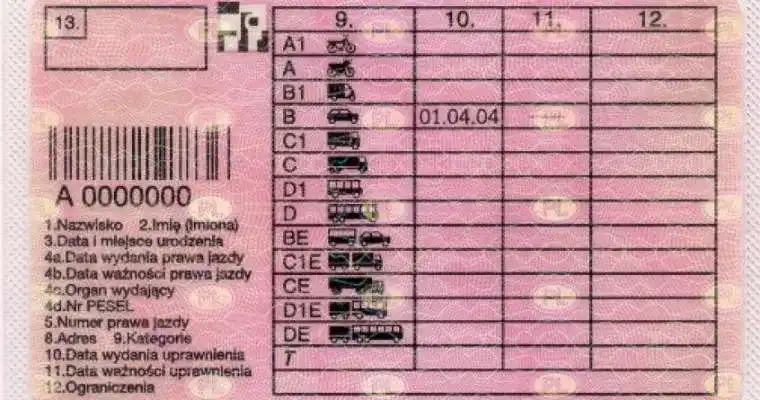 13.
9. 10. 11. 12.
A1
A
B1
B 01.04.04
C1
C
D1
D
BE
C1E
CE
D1E
DE
T
A 0000000
1.Nazwisko 2.Imię (Imiona)
3.Data i miejsce urodzenia
4a.Data wydania prawa jazdy
4b.Data ważności prawa jazdy
4c.Organ wydający
4d.Nr PESEL
5.Numer prawa jazdy
8.Adres 9.Kategorie
10.Data wydania uprawnienia
11.Data ważności uprawnienia
12.Ograniczenia